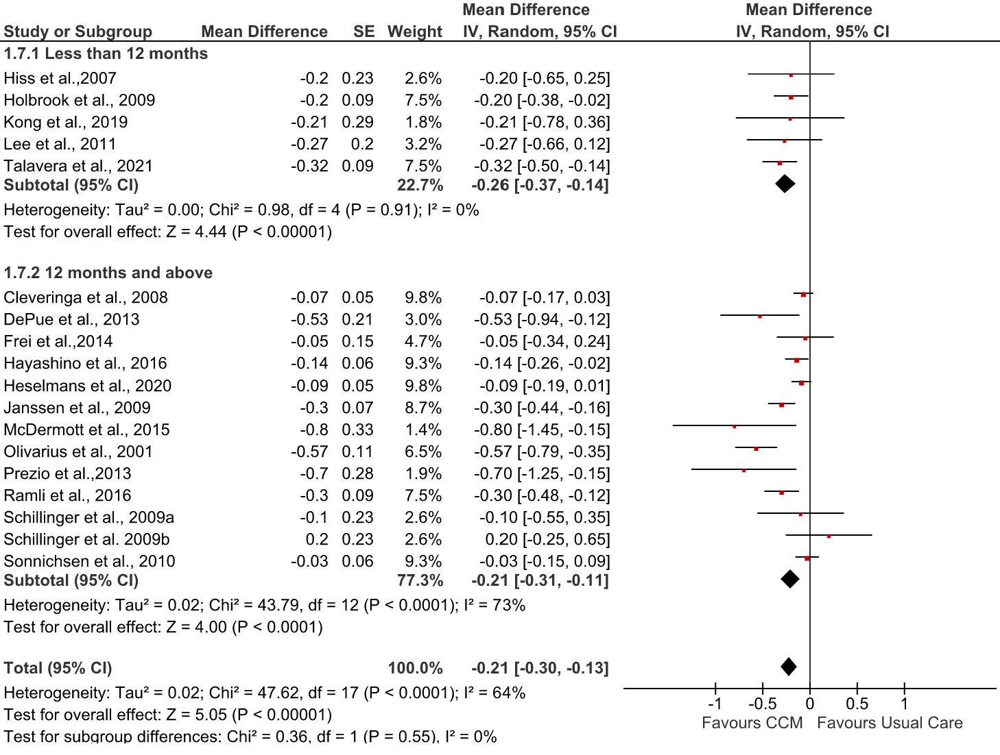 Mean Difference Mean Difference
Study or Subgroup Mean Difference SE Weight IV, Random, 95% CI IV, Random, 95% CI
1.7.1 Less than 12 months
Hiss et al.,2007 -0.2 0.23 2.6% -0.20 [-0.65, 0.25]
Holbrook et al., 2009 -0.2 0.09 7.5% -0.20 [-0.38, -0.02]
Kong et al., 2019 -0.21 0.29 1.8% -0.21 [-0.78, 0.36]
Lee et al., 2011 -0.27 0.2 3.2% -0.27 [-0.66, 0.12]
Talavera et al., 2021 -0.32 0.09 7.5% -0.32 [-0.50, -0.14]
Subtotal (95% CI) 22.7% -0.26 [-0.37, -0.14]
Heterogeneity: Tau² = 0.00; Chi² = 0.98, df = 4 (P = 0.91); I² = 0%
Test for overall effect: Z = 4.44 (P < 0.00001)
1.7.2 12 months and above
Cleveringa et al., 2008 -0.07 0.05 9.8% -0.07 [-0.17, 0.03]
DePue et al., 2013 -0.53 0.21 3.0% -0.53 [-0.94, -0.12]
Frei et al.,2014 -0.05 0.15 4.7% -0.05 [-0.34, 0.24]
Hayashino et al., 2016 -0.14 0.06 9.3% -0.14 [-0.26, -0.02]
Heselmans et al., 2020 -0.09 0.05 9.8% -0.09 [-0.19, 0.01]
Janssen et al., 2009 -0.3 0.07 8.7% -0.30 [-0.44, -0.16]
McDermott et al., 2015 -0.8 0.33 1.4% -0.80 [-1.45, -0.15]
Olivarius et al., 2001 -0.57 0.11 6.5% -0.57 [-0.79, -0.35]
Prezio et al.,2013 -0.7 0.28 1.9% -0.70 [-1.25, -0.15]
Ramli et al., 2016 -0.3 0.09 7.5% -0.30 [-0.48, -0.12]
Schillinger et al., 2009a -0.1 0.23 2.6% -0.10 [-0.55, 0.35]
Schillinger et al. 2009b 0.2 0.23 2.6% 0.20 [-0.25, 0.65]
Sonnichsen et al., 2010 -0.03 0.06 9.3% -0.03 [-0.15, 0.09]
Subtotal (95% CI) 77.3% -0.21 [-0.31, -0.11]
Heterogeneity: Tau² = 0.02; Chi² = 43.79, df = 12 (P < 0.0001); I² = 73%
Test for overall effect: Z = 4.00 (P < 0.0001)
Total (95% CI) 100.0% -0.21 [-0.30, -0.13]
Heterogeneity: Tau² = 0.02; Chi² = 47.62, df = 17 (P < 0.0001); I² = 64%
-1 -0.5 0 0.5 1
Test for overall effect: Z = 5.05 (P < 0.00001)
Favours CCM Favours Usual Care
Test for subgroup differences: Chi² = 0.36, df = 1 (P = 0.55), I² = 0%